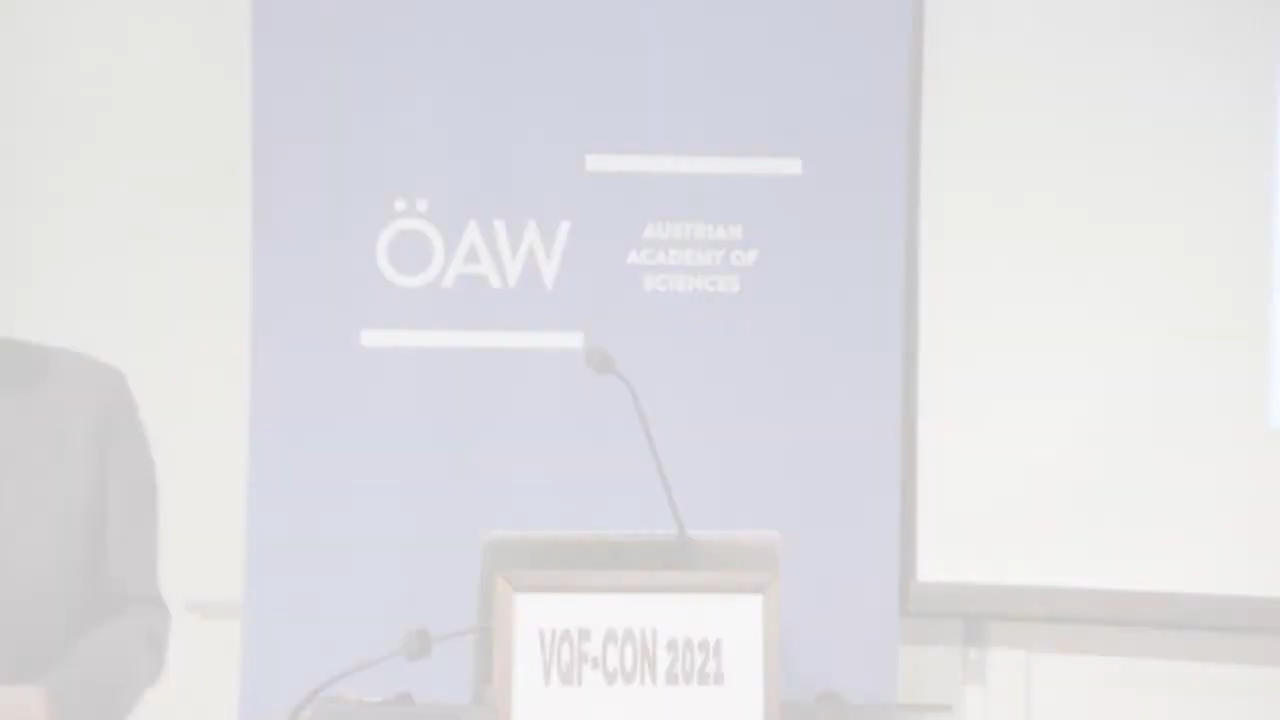 ÖAW
AUSTRIAN
ACADEMY OF
SCIENCES
VQF-CON 2021